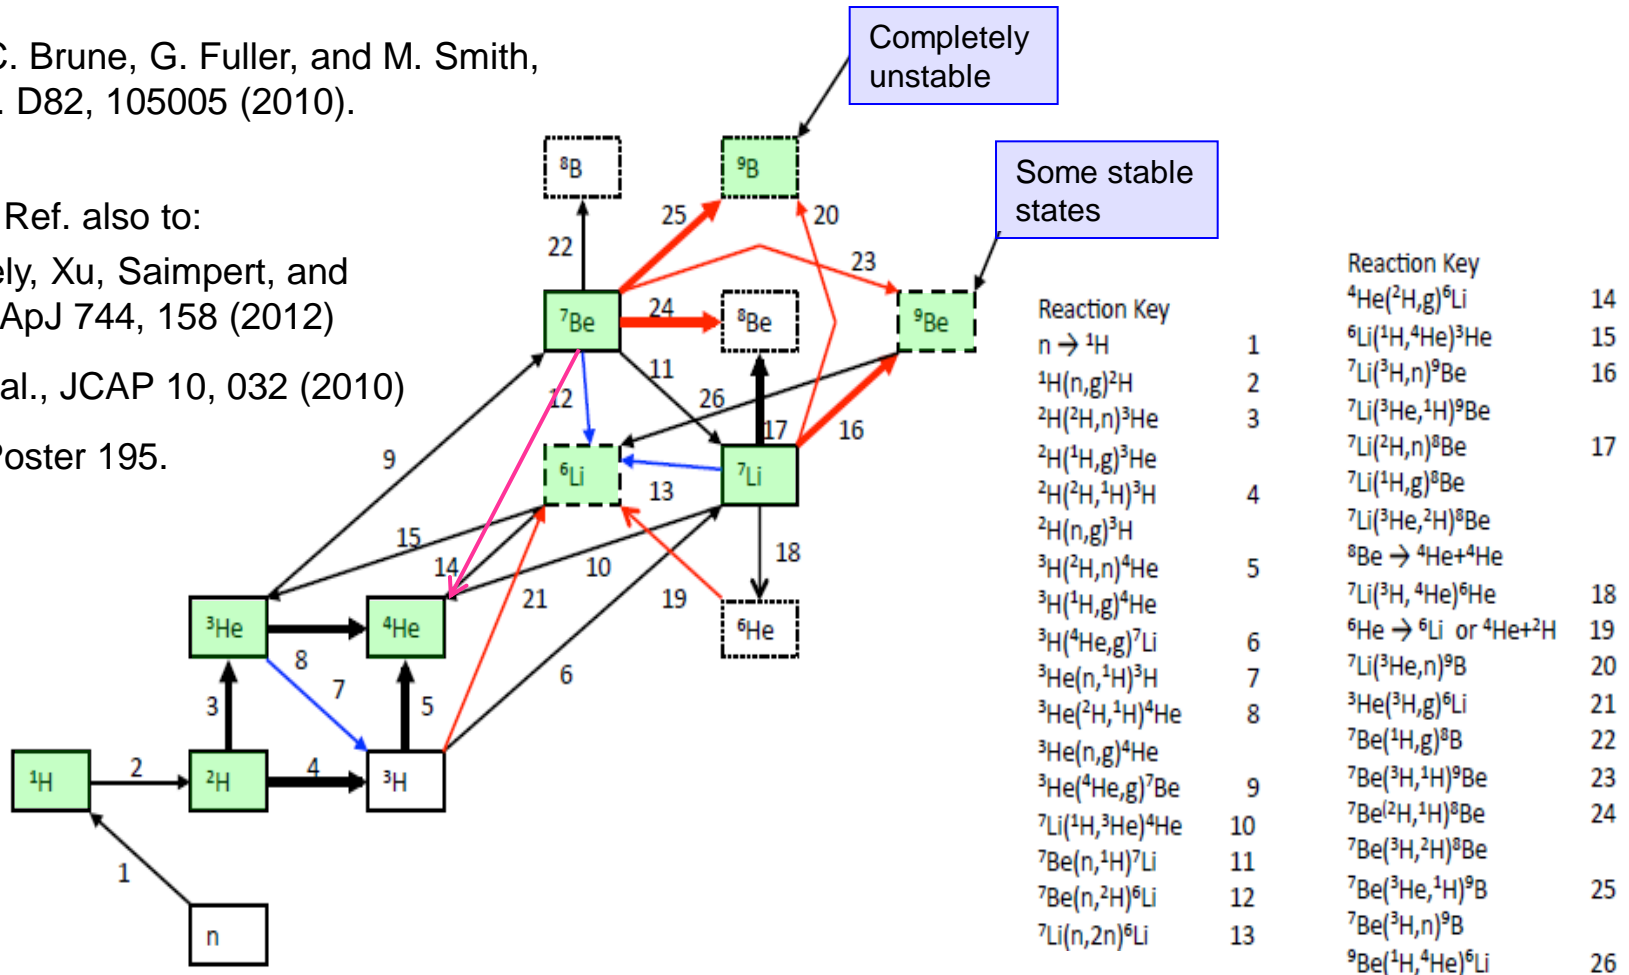 C. Brune, G. Fuller, and M. Smith,
. D82, 105005 (2010).
Ref. also to:
ely, Xu, Saimpert, and
ApJ 744, 158 (2012)
al., JCAP 10, 032 (2010)
Poster 195.
Completely
unstable
Some stable
states
⁸B
⁹B
25
20
22
23
⁷Be
24
⁸Be
⁹Be
11
12
26
17
16
9
⁶Li
⁷Li
13
15
14
10
18
21
19
³He
⁴He
⁶He
8
7
6
3
5
¹H
2
²H
4
³H
1
n
Reaction Key
n → ¹H 1
¹H(n,g)²H 2
²H(²H,n)³He 3
²H(¹H,g)³He
²H(²H,¹H)³H 4
²H(n,g)³H
³H(²H,n)⁴He 5
³H(¹H,g)⁴He
³H(⁴He,g)⁷Li 6
³He(n,¹H)³H 7
³He(²H,¹H)⁴He 8
³He(n,g)⁴He
³He(⁴He,g)⁷Be 9
⁷Li(¹H,³He)⁴He 10
⁷Be(n,¹H)⁷Li 11
⁷Be(n,²H)⁶Li 12
⁷Li(n,2n)⁶Li 13
Reaction Key
⁴He(²H,g)⁶Li 14
⁶Li(¹H,⁴He)³He 15
⁷Li(³H,n)⁹Be 16
⁷Li(³He,¹H)⁹Be
⁷Li(²H,n)⁸Be 17
⁷Li(¹H,g)⁸Be
⁷Li(³He,²H)⁸Be
⁸Be → ⁴He+⁴He
⁷Li(³H, ⁴He)⁶He 18
⁶He → ⁶Li or ⁴He+²H 19
⁷Li(³He,n)⁹B 20
³He(³H,g)⁶Li 21
⁷Be(¹H,g)⁸B 22
⁷Be(³H,¹H)⁹Be 23
⁷Be(²H,¹H)⁸Be 24
⁷Be(³H,²H)⁸Be
⁷Be(³He,¹H)⁹B 25
⁷Be(³H,n)⁹B
⁹Be(¹H,⁴He)⁶Li 26